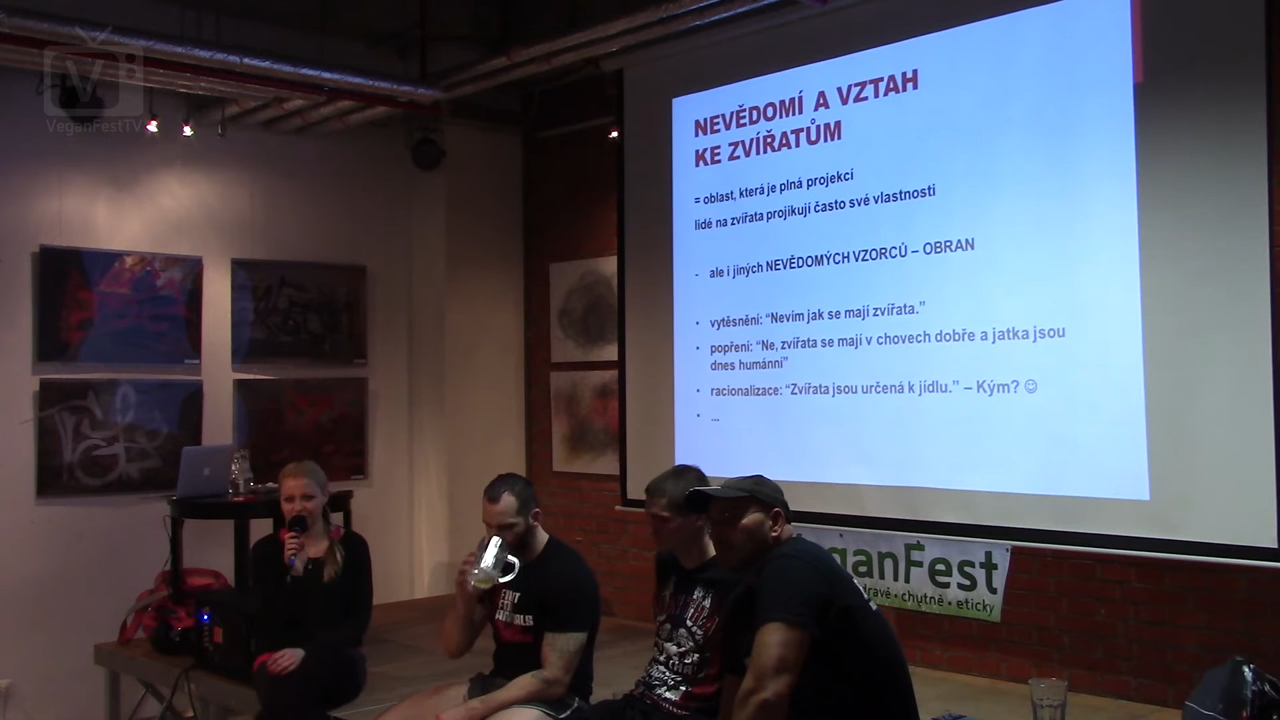 VeganFestTV
NEVĚDOMÍ A VZTAH
KE ZVÍŘATŮM
= oblast, která je plná projekcí
lidé na zvířata projikují často své vlastnosti
- ale i jiných NEVĚDOMÝCH VZORCŮ – OBRAN
• vytěsnění: “Nevím jak se mají zvířata.”
• popření: “Ne, zvířata se mají v chovech dobře a jatka jsou
dnes humánní”
• racionalizace: “Zvířata jsou určená k jídlu.” – Kým? ☺
• ...
ganFest
• chutně • eticky